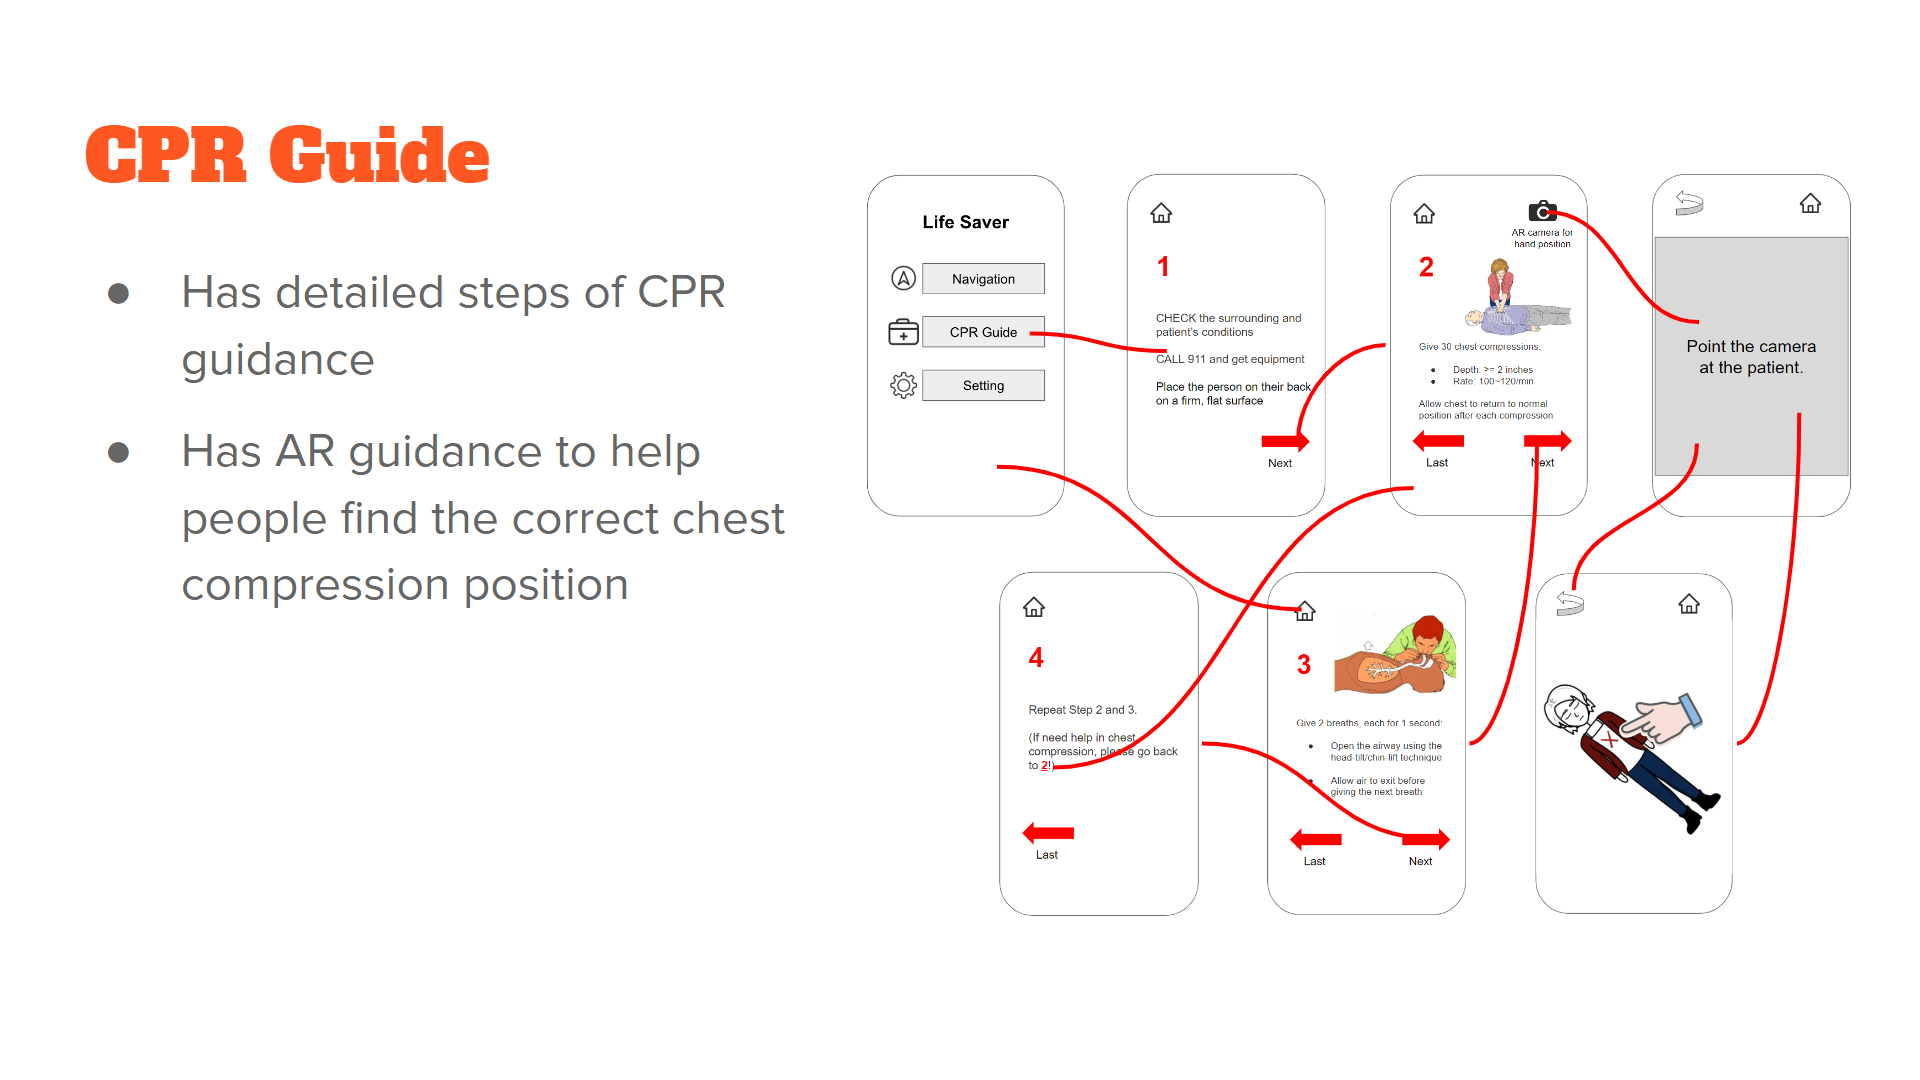 CPR Guide
● Has detailed steps of CPR
guidance
● Has AR guidance to help
people find the correct chest
compression position
Life Saver
Navigation
CPR Guide
Setting
1
CHECK the surrounding and
patient's conditions
CALL 911 and get equipment
Place the person on their back
on a firm, flat surface
Next
AR camera for
hand position
2
Give 30 chest compressions:
● Depth: >= 2 inches
● Rate: 100~120/min
Allow chest to return to normal
position after each compression
Last
Next
Point the camera
at the patient.
4
Repeat Step 2 and 3.
(If need help in chest
compression, please go back
to 2!)
Last
3
Give 2 breaths, each for 1 second:
● Open the airway using the
head-tilt/chin-lift technique
● Allow air to exit before
giving the next breath
Last
Next